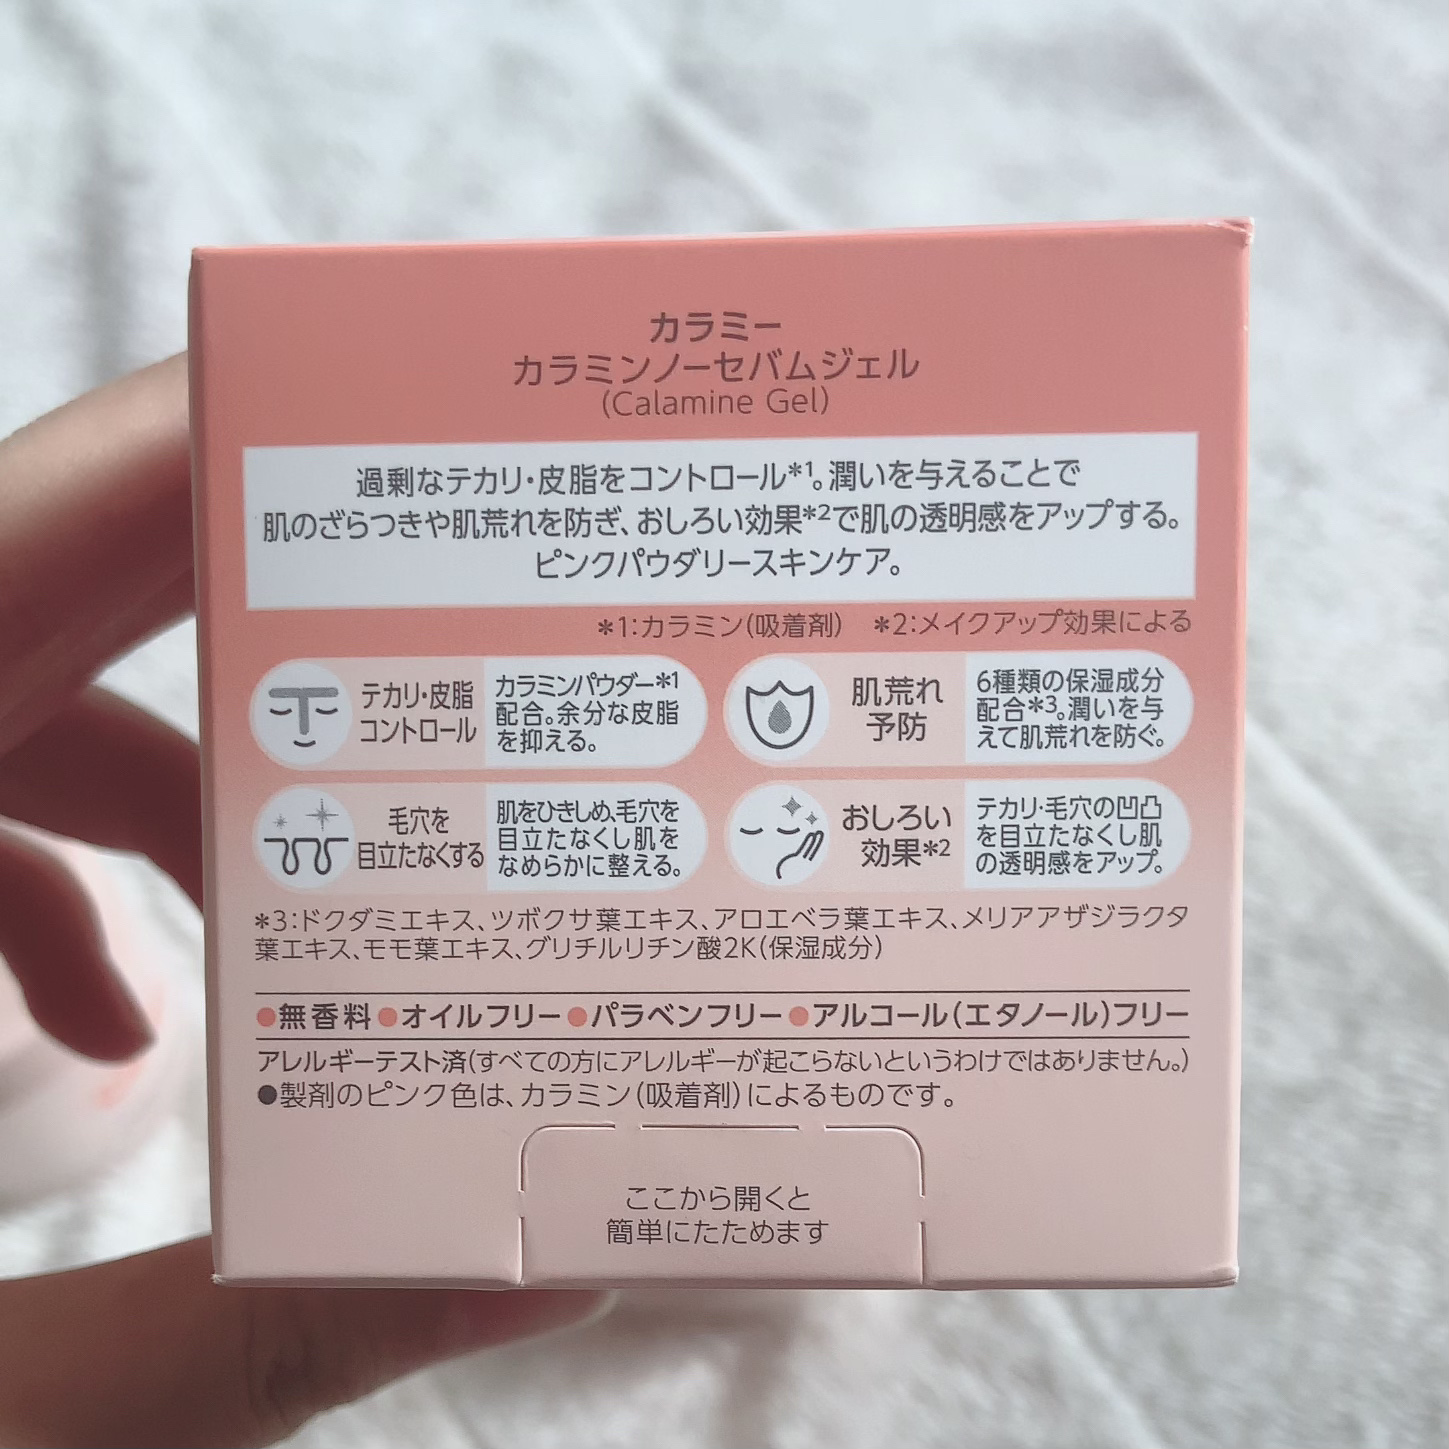 カラミー
カラミンノーセバムジェル
(Calamine Gel)
過剰なテカリ・皮脂をコントロール*1。潤いを与えることで
肌のざらつきや肌荒れを防ぎ、おしろい効果*2で肌の透明感をアップする。
ピンクパウダリースキンケア。
*1:カラミン(吸着剤) *2:メイクアップ効果による
テカリ・皮脂
コントロール
カラミンパウダー*1
配合。余分な皮脂
を抑える。
肌荒れ
予防
6種類の保湿成分
配合*3。潤いを与
えて肌荒れを防ぐ。
毛穴を
目立たなくする
肌をひきしめ、毛穴を
目立たなくし肌を
なめらかに整える。
おしろい
効果*2
テカリ・毛穴の凹凸
を目立たなくし肌
の透明感をアップ。
*3:ドクダミエキス、ツボクサ葉エキス、アロエベラ葉エキス、メリアアザジラクタ
葉エキス、モモ葉エキス、グリチルリチン酸2K(保湿成分)
●無香料●オイルフリー●パラベンフリー●アルコール(エタノール)フリー
アレルギーテスト済(すべての方にアレルギーが起こらないというわけではありません。)
●製剤のピンク色は、カラミン(吸着剤)によるものです。
ここから開くと
簡単にたためます